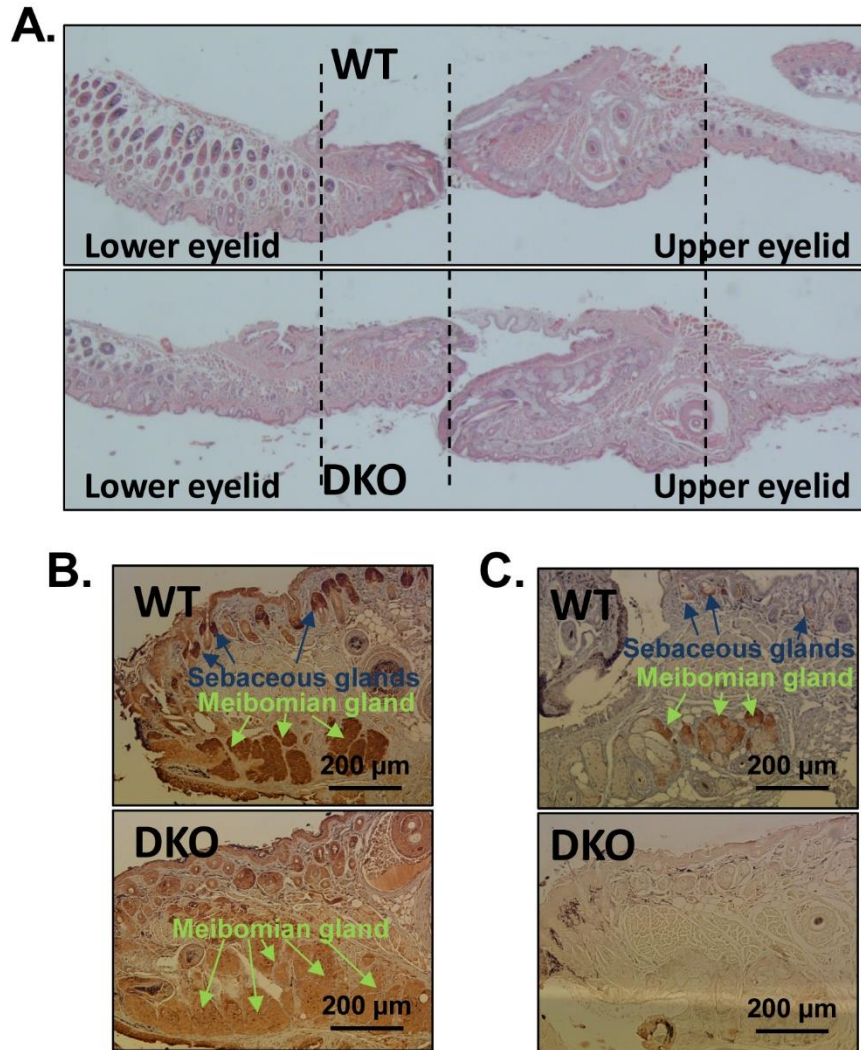 A.
WT
Lower eyelid Upper eyelid
Lower eyelid DKO Upper eyelid
B.
WT
Sebaceous glands
Meibomian gland
200 µm
DKO
Meibomian gland
200 µm
C.
WT
Sebaceous glands
Meibomian gland
200 µm
DKO
200 µm